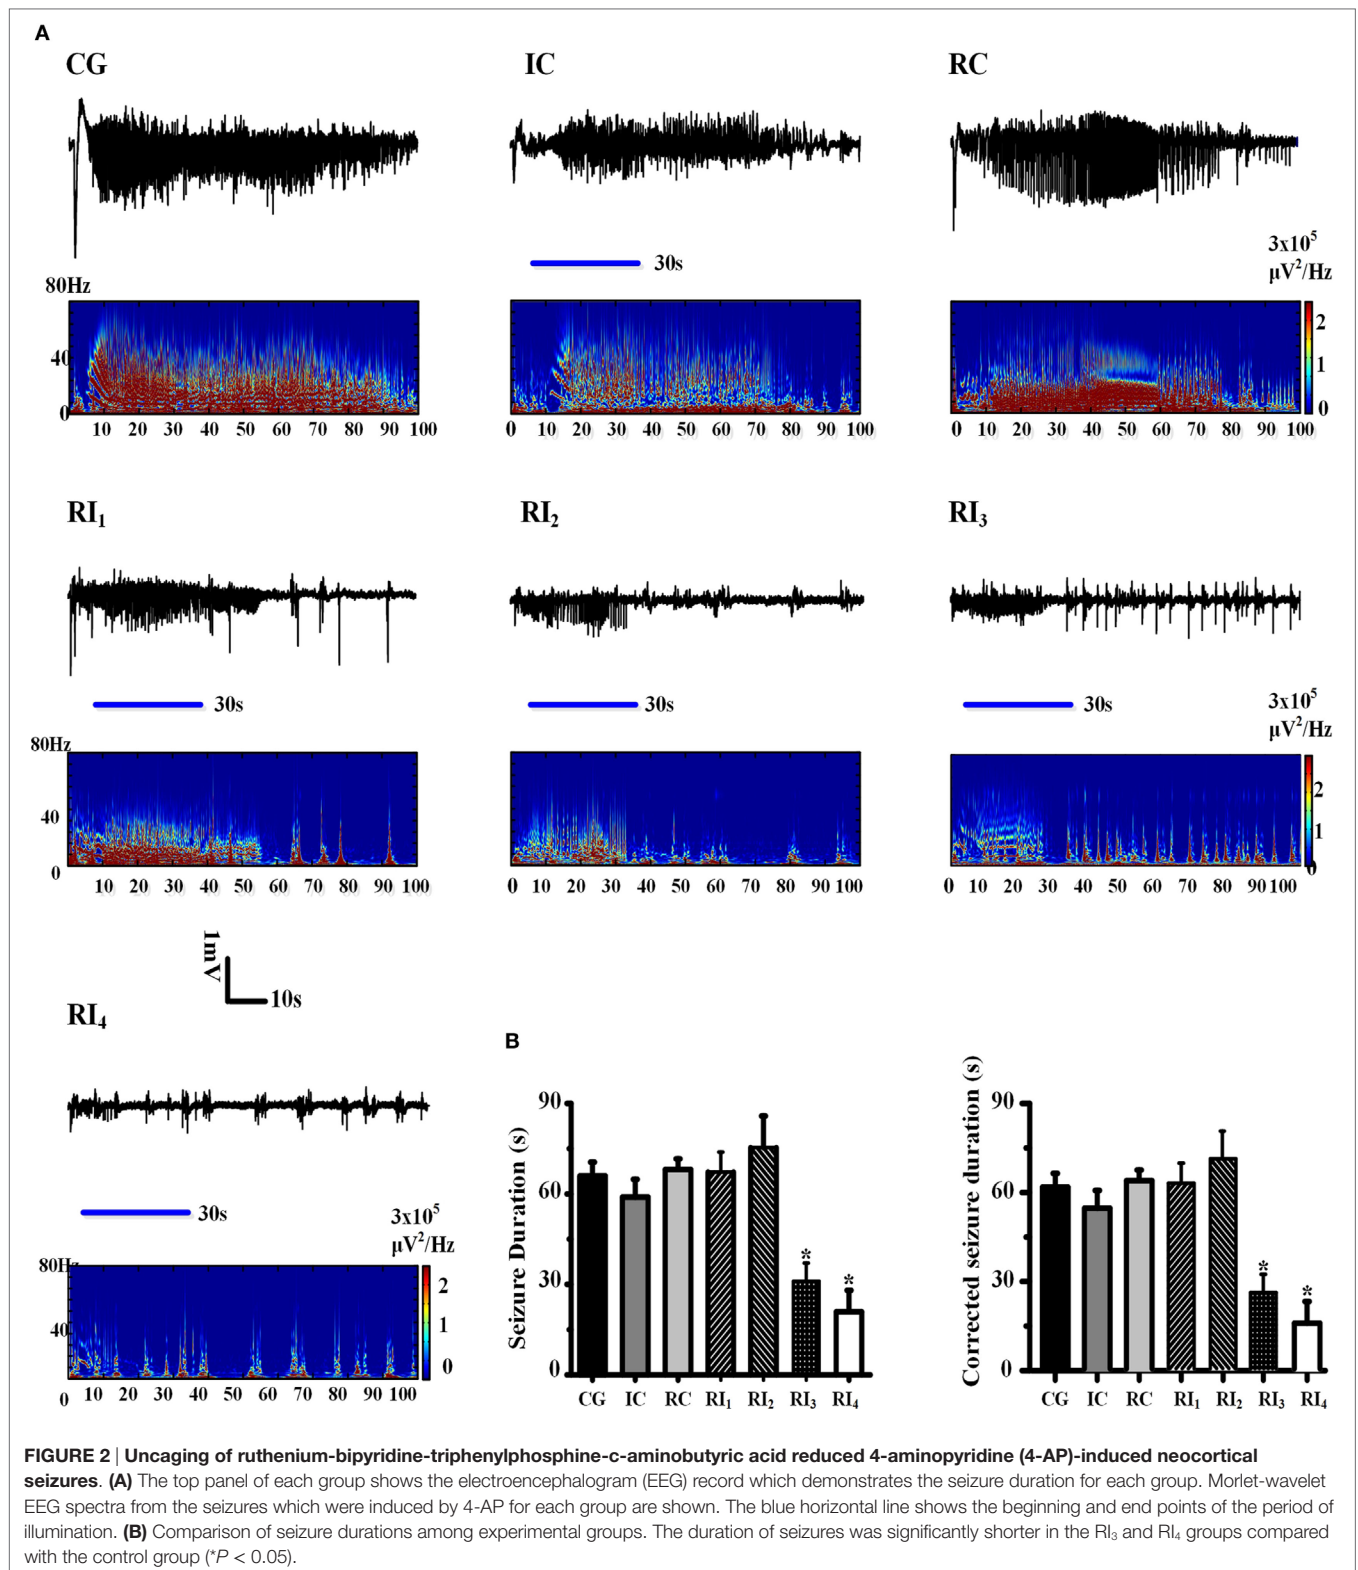 A
CG
IC
RC
30s
3x10⁵
μV²/Hz
80Hz
40
0
10 20 30 40 50 60 70 80 90 100
0 10 20 30 40 50 60 70 80 90 100
0 10 20 30 40 50 60 70 80 90 100
2
1
0
RI₁
RI₂
RI₃
30s
30s
30s
3x10⁵
μV²/Hz
80Hz
40
0
10 20 30 40 50 60 70 80 90 100
0 10 20 30 40 50 60 70 80 90 100
0 10 20 30 40 50 60 70 80 90 100
2
1
0
1mV
10s
RI₄
30s
3x10⁵
μV²/Hz
80Hz
40
0 10 20 30 40 50 60 70 80 90 100
2
1
0
B
Seizure Duration (s)
90
60
30
0
*
*
CG IC RC RI₁ RI₂ RI₃ RI₄
Corrected seizure duration (s)
90
60
30
0
*
*
CG IC RC RI₁ RI₂ RI₃ RI₄
FIGURE 2 | Uncaging of ruthenium-bipyridine-triphenylphosphine-c-aminobutyric acid reduced 4-aminopyridine (4-AP)-induced neocortical
seizures. (A) The top panel of each group shows the electroencephalogram (EEG) record which demonstrates the seizure duration for each group. Morlet-wavelet
EEG spectra from the seizures which were induced by 4-AP for each group are shown. The blue horizontal line shows the beginning and end points of the period of
illumination. (B) Comparison of seizure durations among experimental groups. The duration of seizures was significantly shorter in the RI₃ and RI₄ groups compared
with the control group (*P < 0.05).